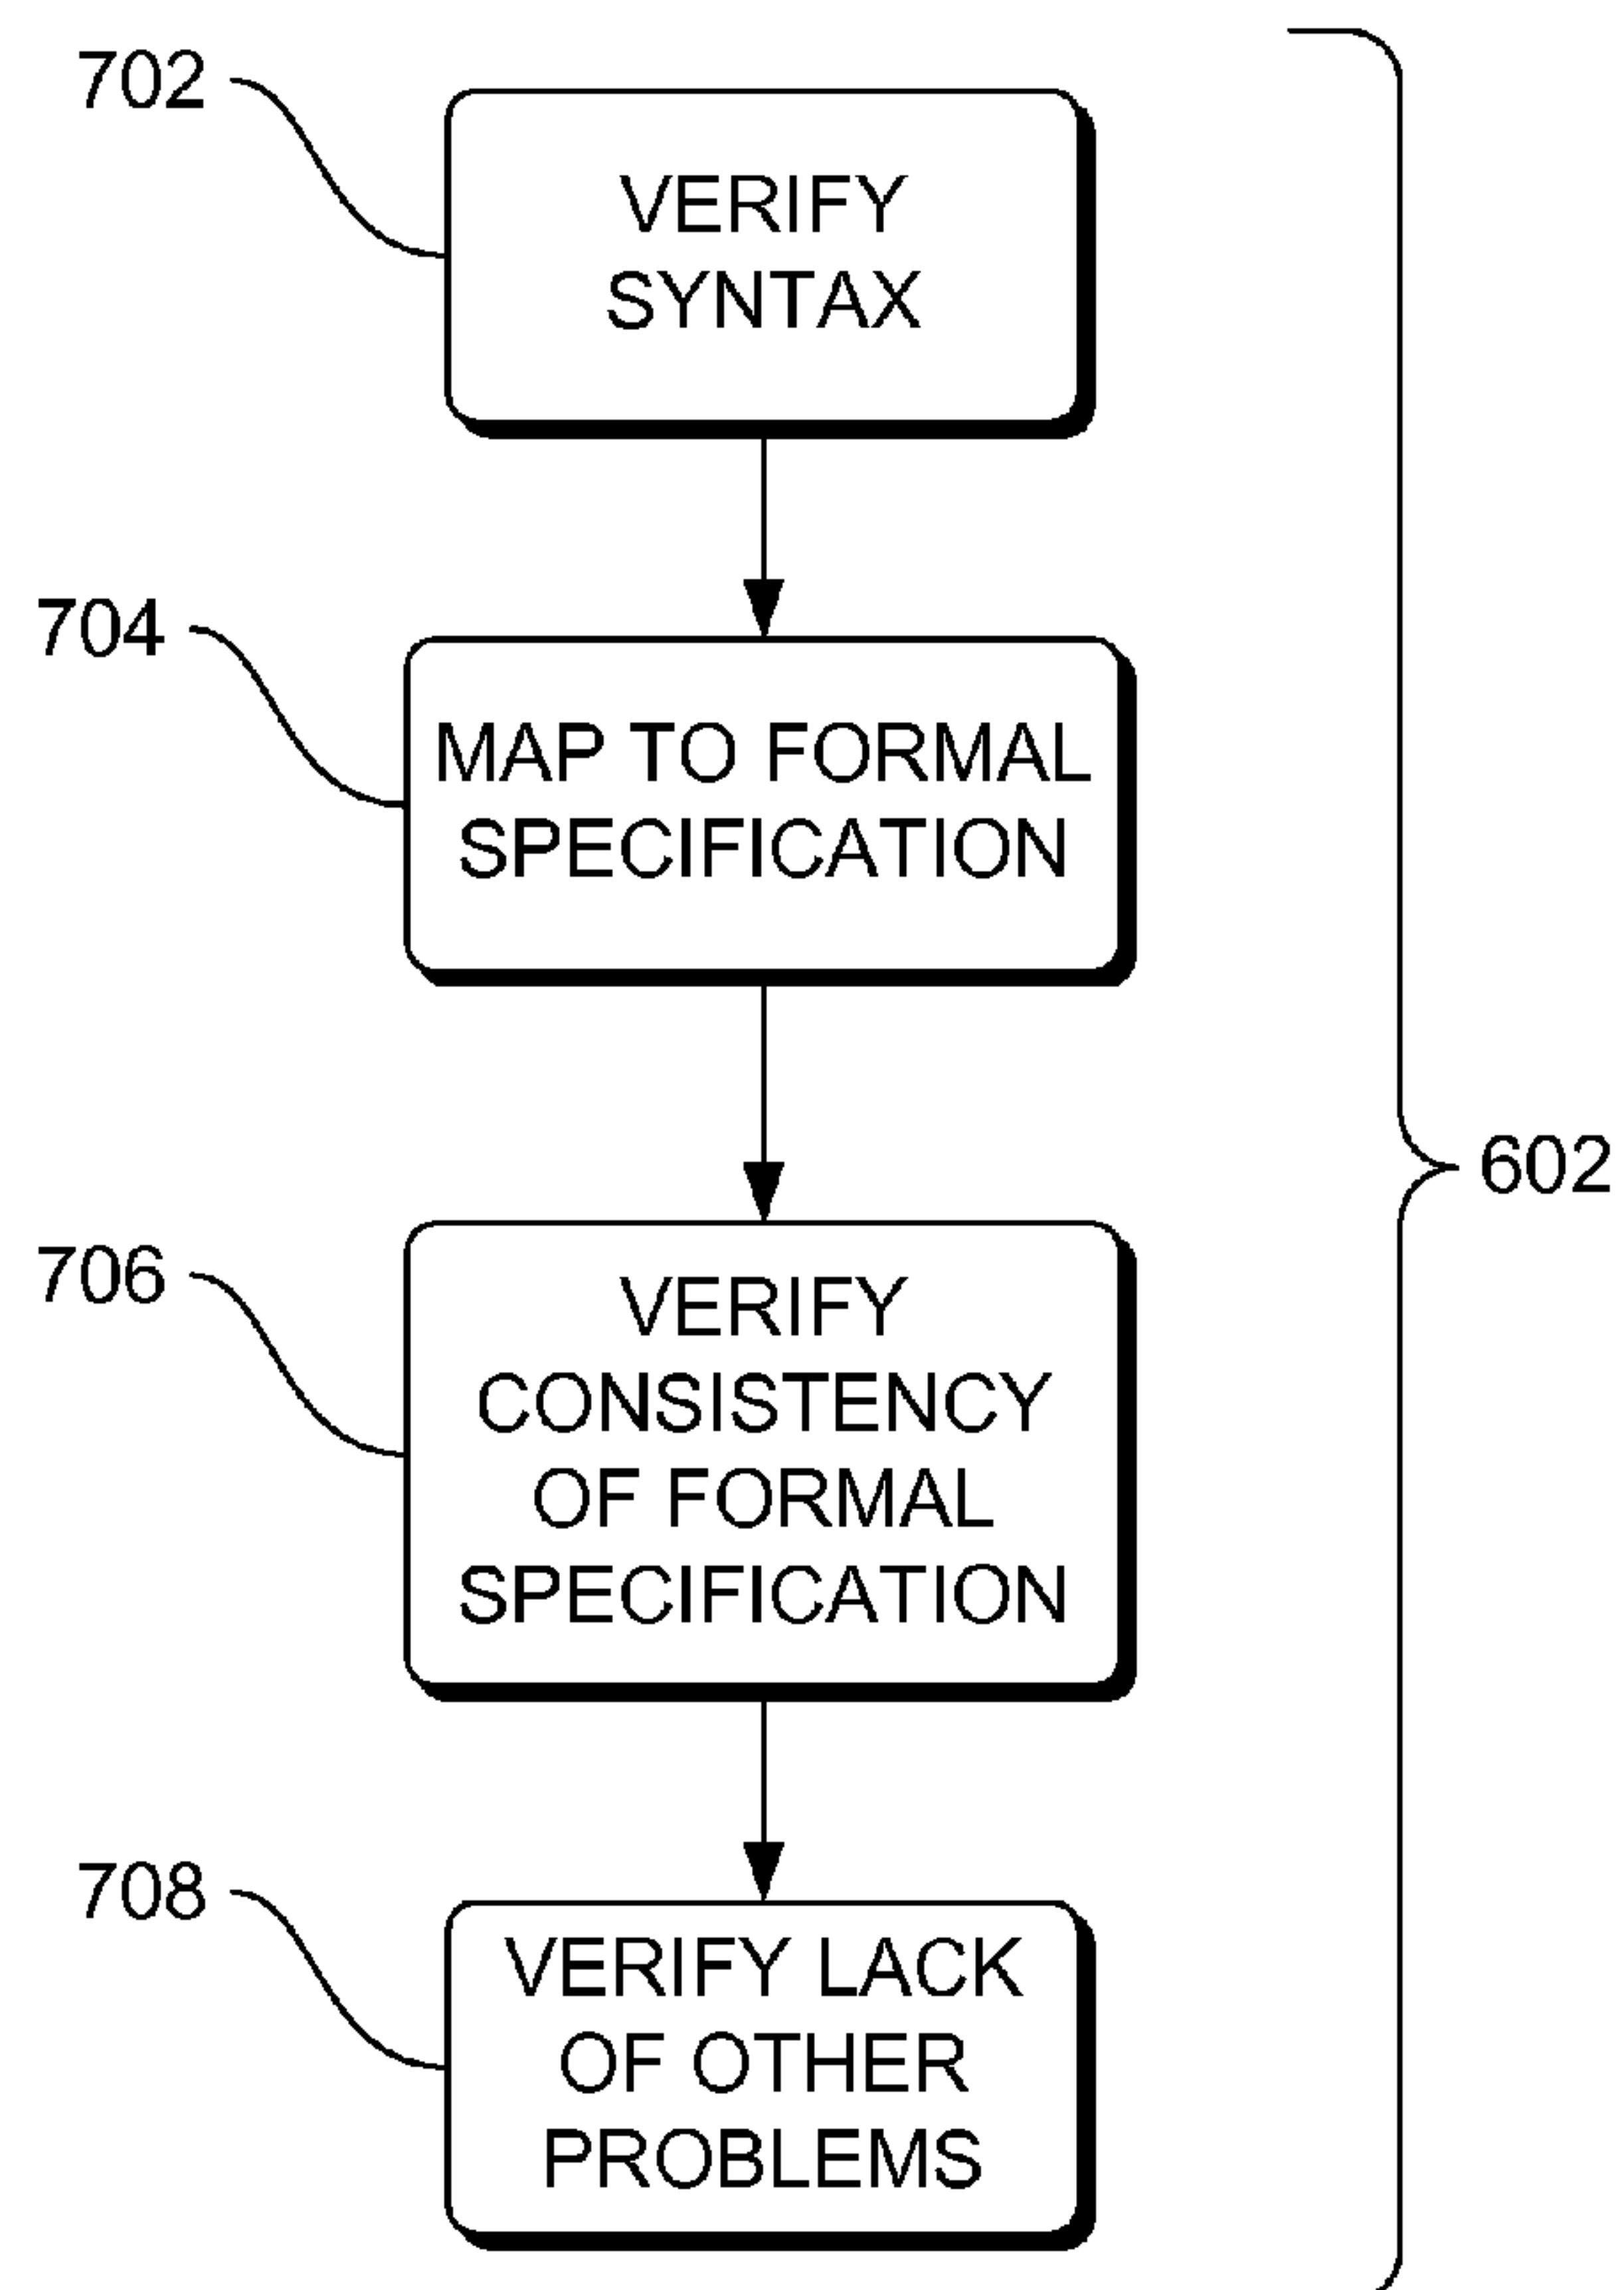 702
VERIFY
SYNTAX
704
MAP TO FORMAL
SPECIFICATION
602
706
VERIFY
CONSISTENCY
OF FORMAL
SPECIFICATION
708
VERIFY LACK
OF OTHER
PROBLEMS